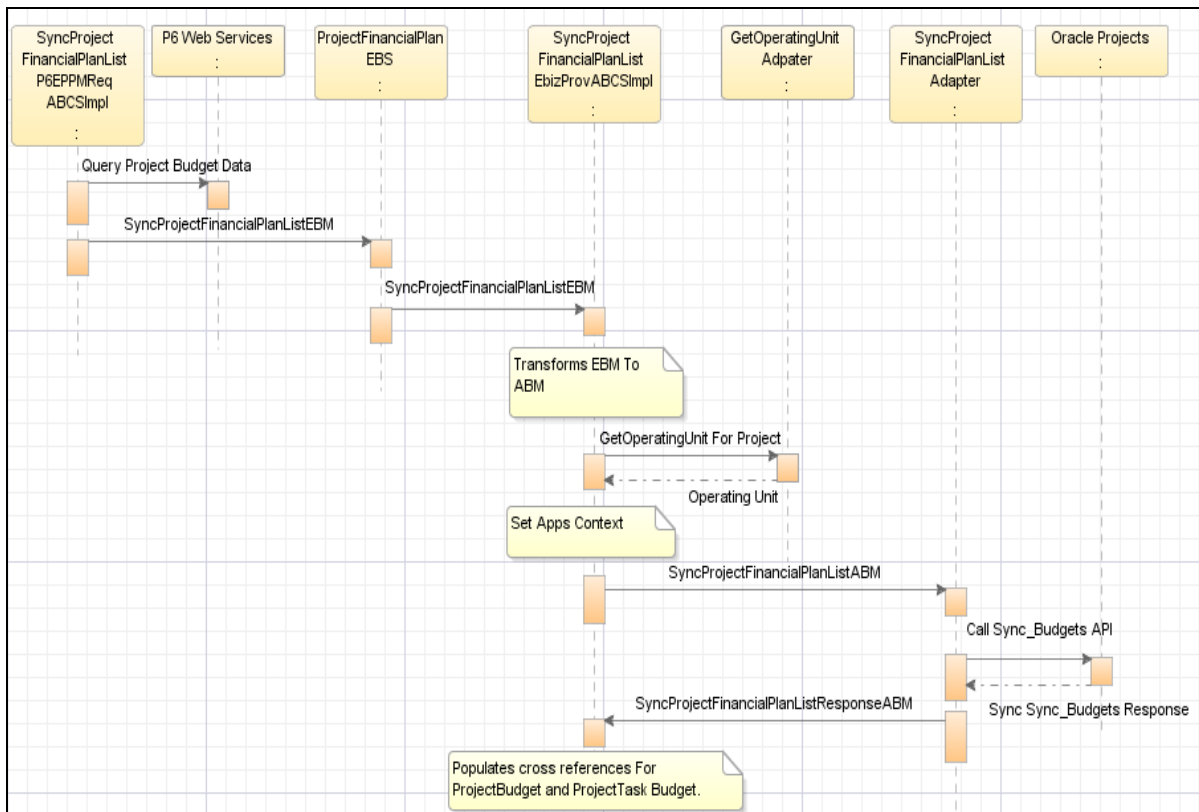 SyncProject
FinancialPlanList
P6EPPMReq
ABCSImpl
:
P6 Web Services
:
ProjectFinancialPlan
EBS
:
SyncProject
FinancialPlanList
EbizProvABCSImpl
:
GetOperatingUnit
Adpater
:
SyncProject
FinancialPlanList
Adapter
:
Oracle Projects
:
Query Project Budget Data
SyncProjectFinancialPlanListEBM
SyncProjectFinancialPlanListEBM
Transforms EBM To
ABM
GetOperatingUnit For Project
Operating Unit
Set Apps Context
SyncProjectFinancialPlanListABM
Call Sync_Budgets API
SyncProjectFinancialPlanListResponseABM
Sync Sync_Budgets Response
Populates cross references For
ProjectBudget and ProjectTask Budget.